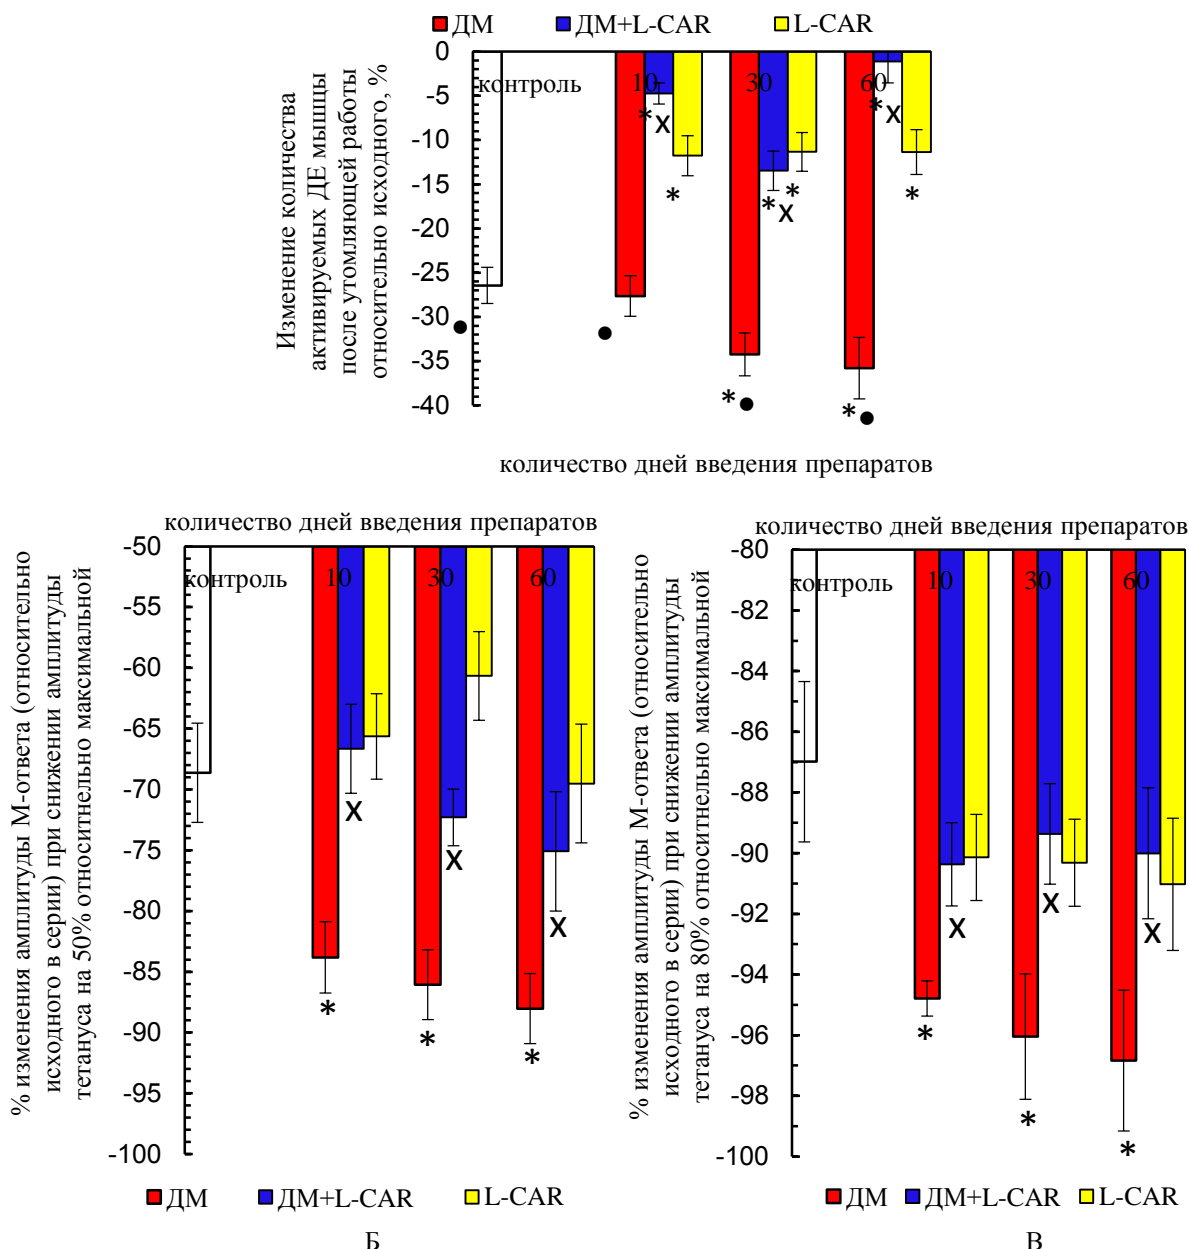 ДМ ДМ+L-CAR L-CAR
Изменение количества
активируемых ДЕ мышцы
после утомляющей работы
относительно исходного, %
0
-5
-10
-15
-20
-25
-30
-35
-40
контроль 10 30 60
* X * * X * * X *
* *
количество дней введения препаратов
количество дней введения препаратов
% изменения амплитуды М-ответа (относительно
исходного в серии) при снижении амплитуды
тетануса на 50% относитнельно максимальной
-50
-55
-60
-65
-70
-75
-80
-85
-90
-95
-100
контроль 10 30 60
X X X
* * *
ДМ ДМ+L-CAR L-CAR
Б
количество дней введения препаратов
% изменения амплитуды М-ответа (относительно
исходного в серии) при снижении амплитуды
тетануса на 80% относитнельно максимальной
-80
-82
-84
-86
-88
-90
-92
-94
-96
-98
-100
контроль 10 30 60
X X X
* * *
ДМ ДМ+L-CAR L-CAR
В